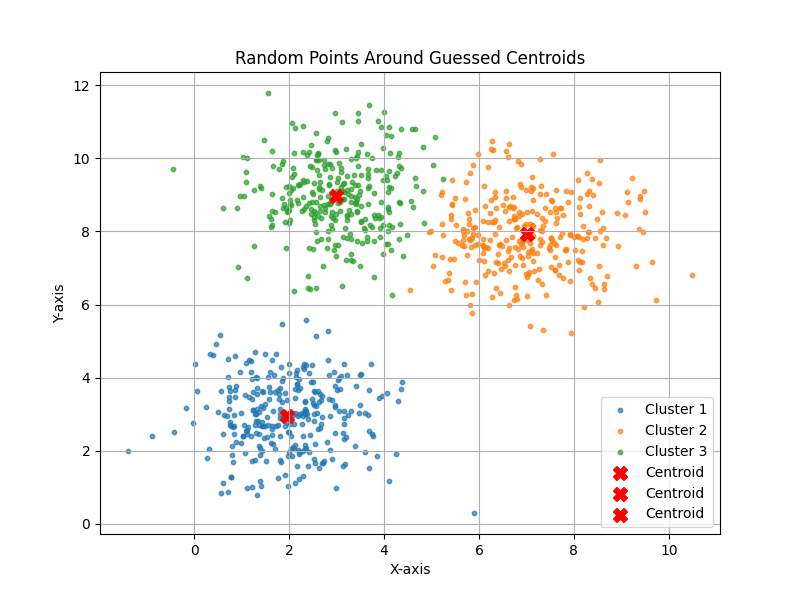 Random Points Around Guessed Centroids
12
10
8
6
4
2
0
Y-axis
0 2 4 6 8 10
X-axis
Cluster 1
Cluster 2
Cluster 3
Centroid
Centroid
Centroid